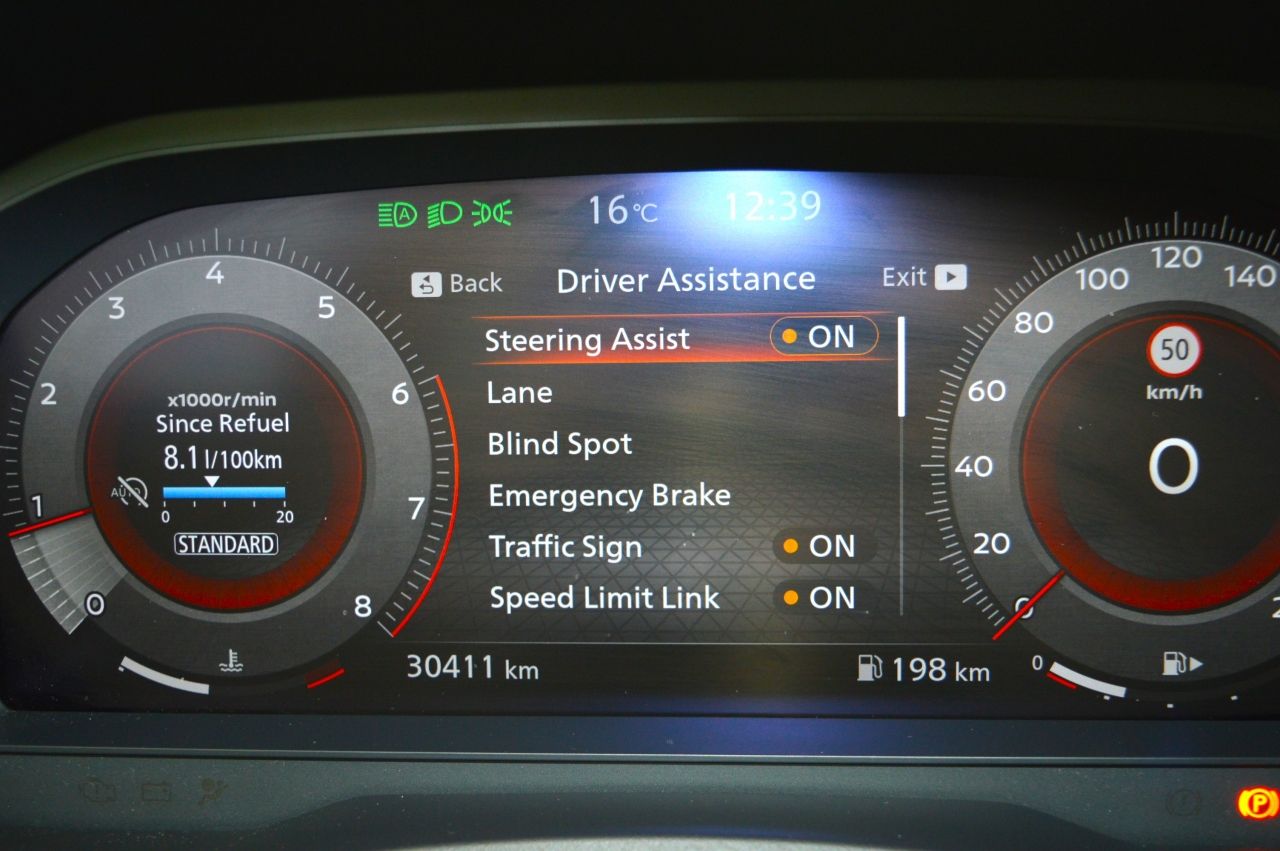 16°C 12:39
Back Driver Assistance Exit
Steering Assist ON
Lane
Blind Spot
Emergency Brake
Traffic Sign ON
Speed Limit Link ON
30411 km
198 km
0
1
2
3
4
5
6
7
8
x1000r/min
Since Refuel
8.1 l/100km
0 20
STANDARD
AUTO
A
0
20
40
60
80
100
120
140
50
km/h
0
0
P